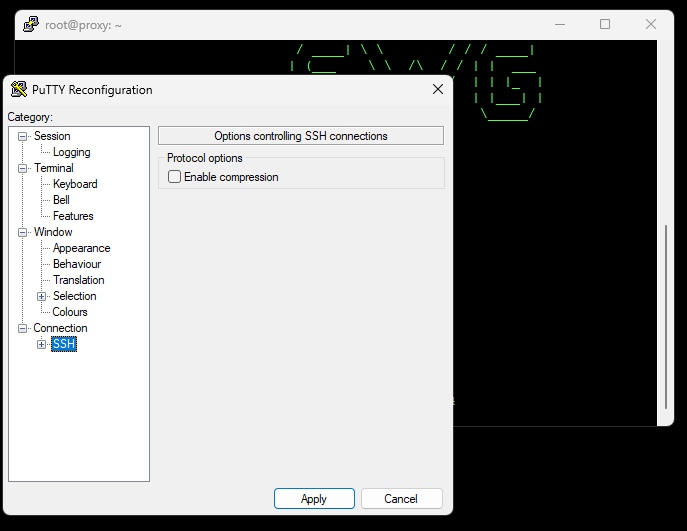 root@proxy: ~
PuTTY Reconfiguration
Category:
Session
Logging
Terminal
Keyboard
Bell
Features
Window
Appearance
Behaviour
Translation
Selection
Colours
Connection
SSH
Options controlling SSH connections
Protocol options
Enable compression
Apply
Cancel